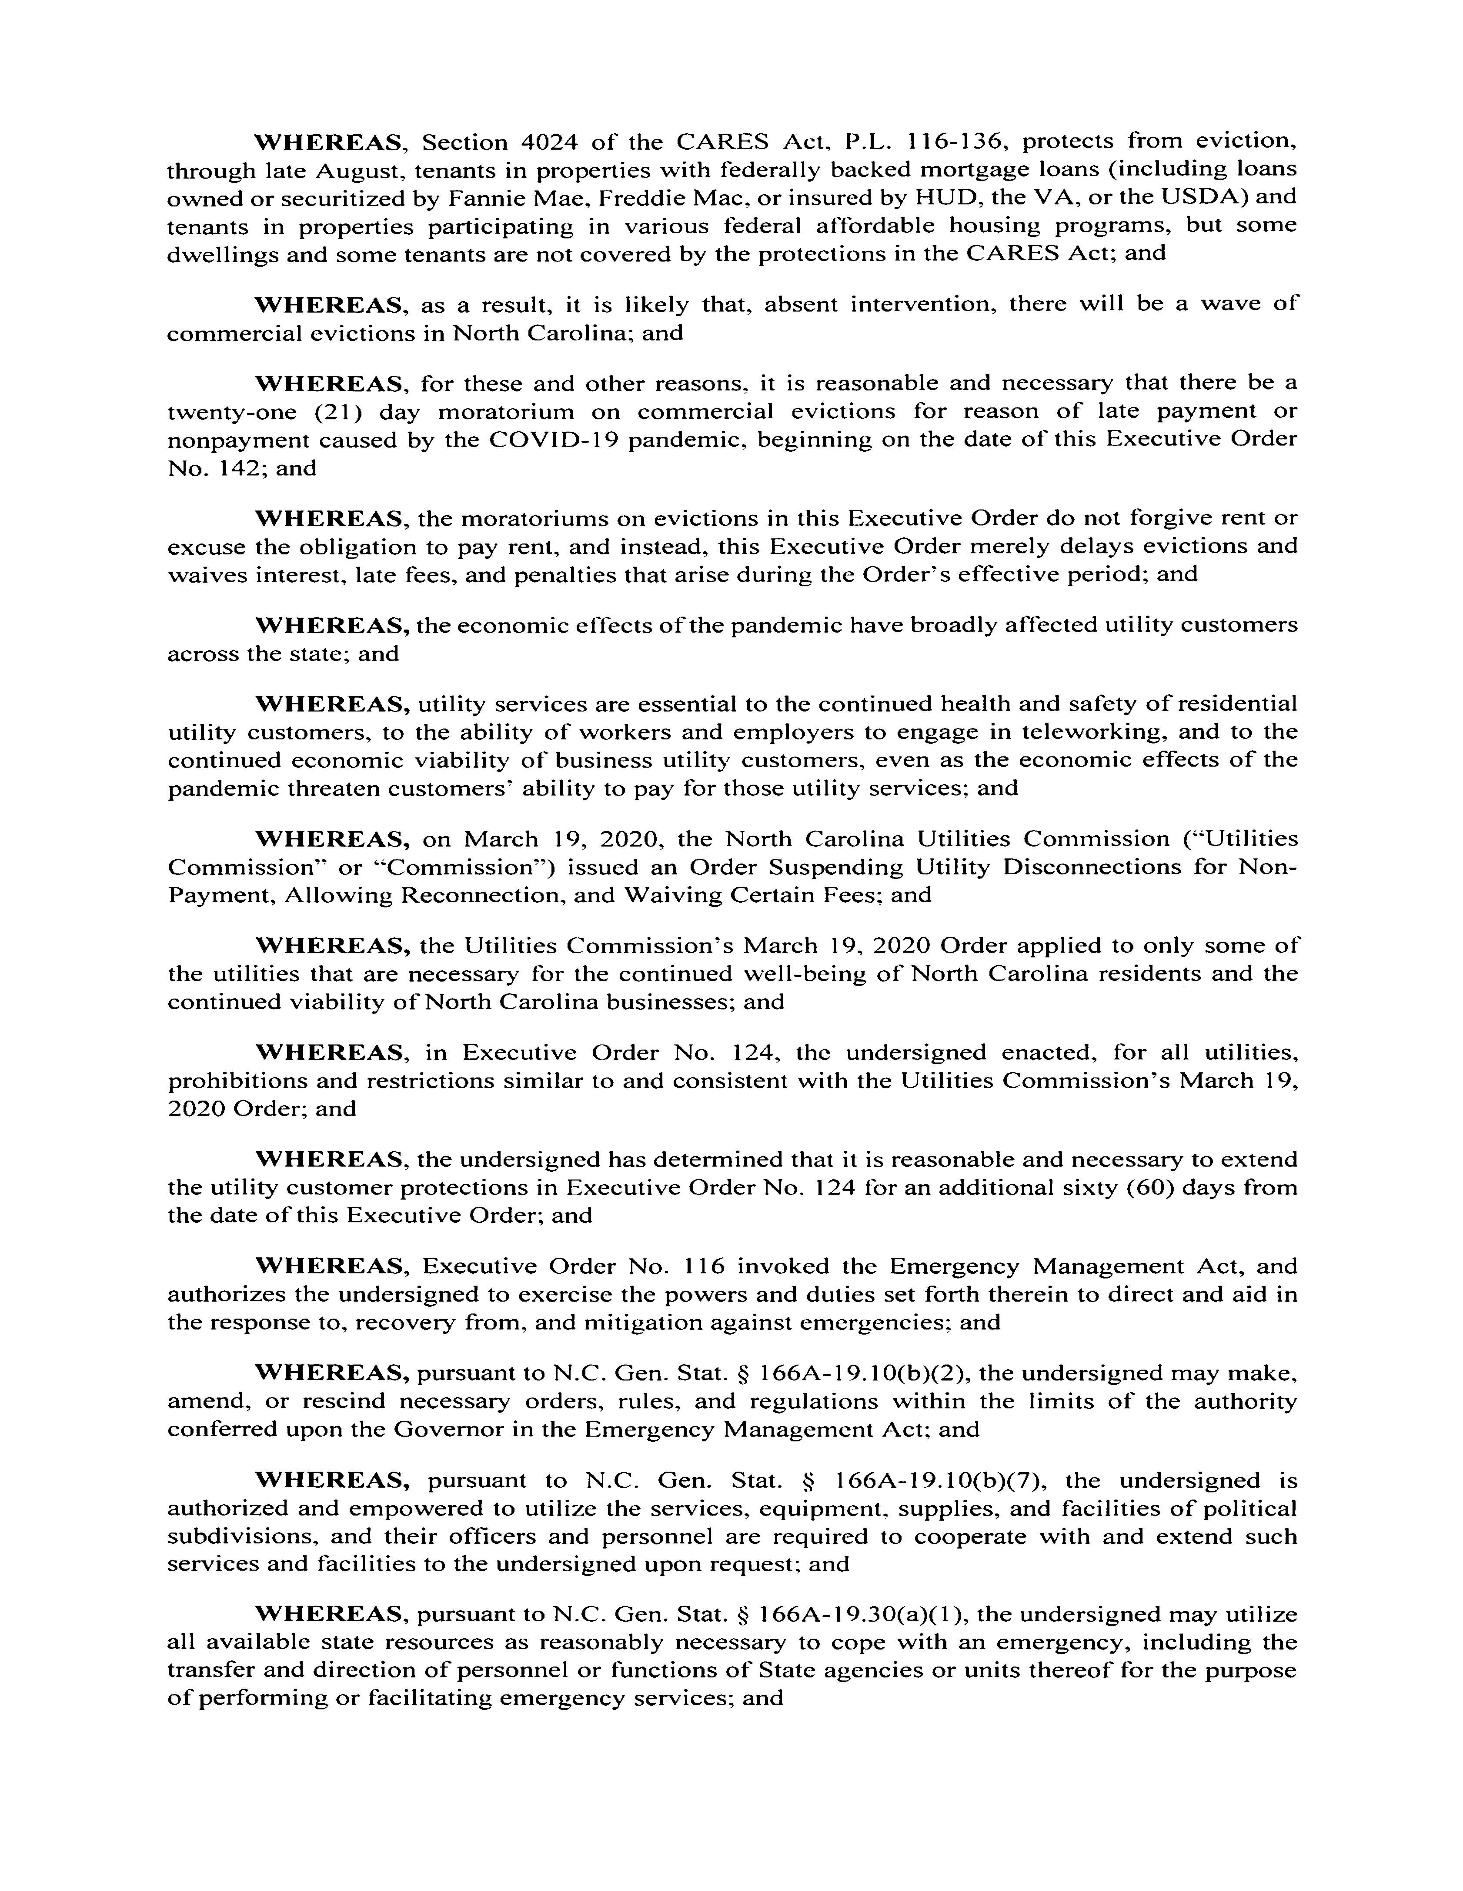 WHEREAS, Section 4024 of the CARES Act, P.L. 116-136, protects from eviction,
through late August, tenants in properties with federally backed mortgage loans (including loans
owned or securitized by Fannie Mae, Freddie Mac, or insured by HUD, the VA, or the USDA) and
tenants in properties participating in various federal affordable housing programs, but some
dwellings and some tenants are not covered by the protections in the CARES Act; and
WHEREAS, as a result, it is likely that, absent intervention, there will be a wave of
commercial evictions in North Carolina; and
WHEREAS, for these and other reasons, it is reasonable and necessary that there be a
twenty-one (21) day moratorium on commercial evictions for reason of late payment or
nonpayment caused by the COVID-19 pandemic, beginning on the date of this Executive Order
No. 142; and
WHEREAS, the moratoriums on evictions in this Executive Order do not forgive rent or
excuse the obligation to pay rent, and instead, this Executive Order merely delays evictions and
waives interest, late fees, and penalties that arise during the Order's effective period; and
WHEREAS, the economic effects of the pandemic have broadly affected utility customers
across the state; and
WHEREAS, utility services are essential to the continued health and safety of residential
utility customers, to the ability of workers and employers to engage in teleworking, and to the
continued economic viability of business utility customers, even as the economic effects of the
pandemic threaten customers' ability to pay for those utility services; and
WHEREAS, on March 19, 2020, the North Carolina Utilities Commission (“Utilities
Commission” or “Commission”) issued an Order Suspending Utility Disconnections for Non-
Payment, Allowing Reconnection, and Waiving Certain Fees; and
WHEREAS, the Utilities Commission's March 19, 2020 Order applied to only some of
the utilities that are necessary for the continued well-being of North Carolina residents and the
continued viability of North Carolina businesses; and
WHEREAS, in Executive Order No. 124, the undersigned enacted, for all utilities,
prohibitions and restrictions similar to and consistent with the Utilities Commission's March 19,
2020 Order; and
WHEREAS, the undersigned has determined that it is reasonable and necessary to extend
the utility customer protections in Executive Order No. 124 for an additional sixty (60) days from
the date of this Executive Order; and
WHEREAS, Executive Order No. 116 invoked the Emergency Management Act, and
authorizes the undersigned to exercise the powers and duties set forth therein to direct and aid in
the response to, recovery from, and mitigation against emergencies; and
WHEREAS, pursuant to N.C. Gen. Stat. § 166A-19.10(b)(2), the undersigned may make,
amend, or rescind necessary orders, rules, and regulations within the limits of the authority
conferred upon the Governor in the Emergency Management Act; and
WHEREAS, pursuant to N.C. Gen. Stat. § 166A-19.10(b)(7), the undersigned is
authorized and empowered to utilize the services, equipment, supplies, and facilities of political
subdivisions, and their officers and personnel are required to cooperate with and extend such
services and facilities to the undersigned upon request; and
WHEREAS, pursuant to N.C. Gen. Stat. § 166A-19.30(a)(1), the undersigned may utilize
all available state resources as reasonably necessary to cope with an emergency, including the
transfer and direction of personnel or functions of State agencies or units thereof for the purpose
of performing or facilitating emergency services; and